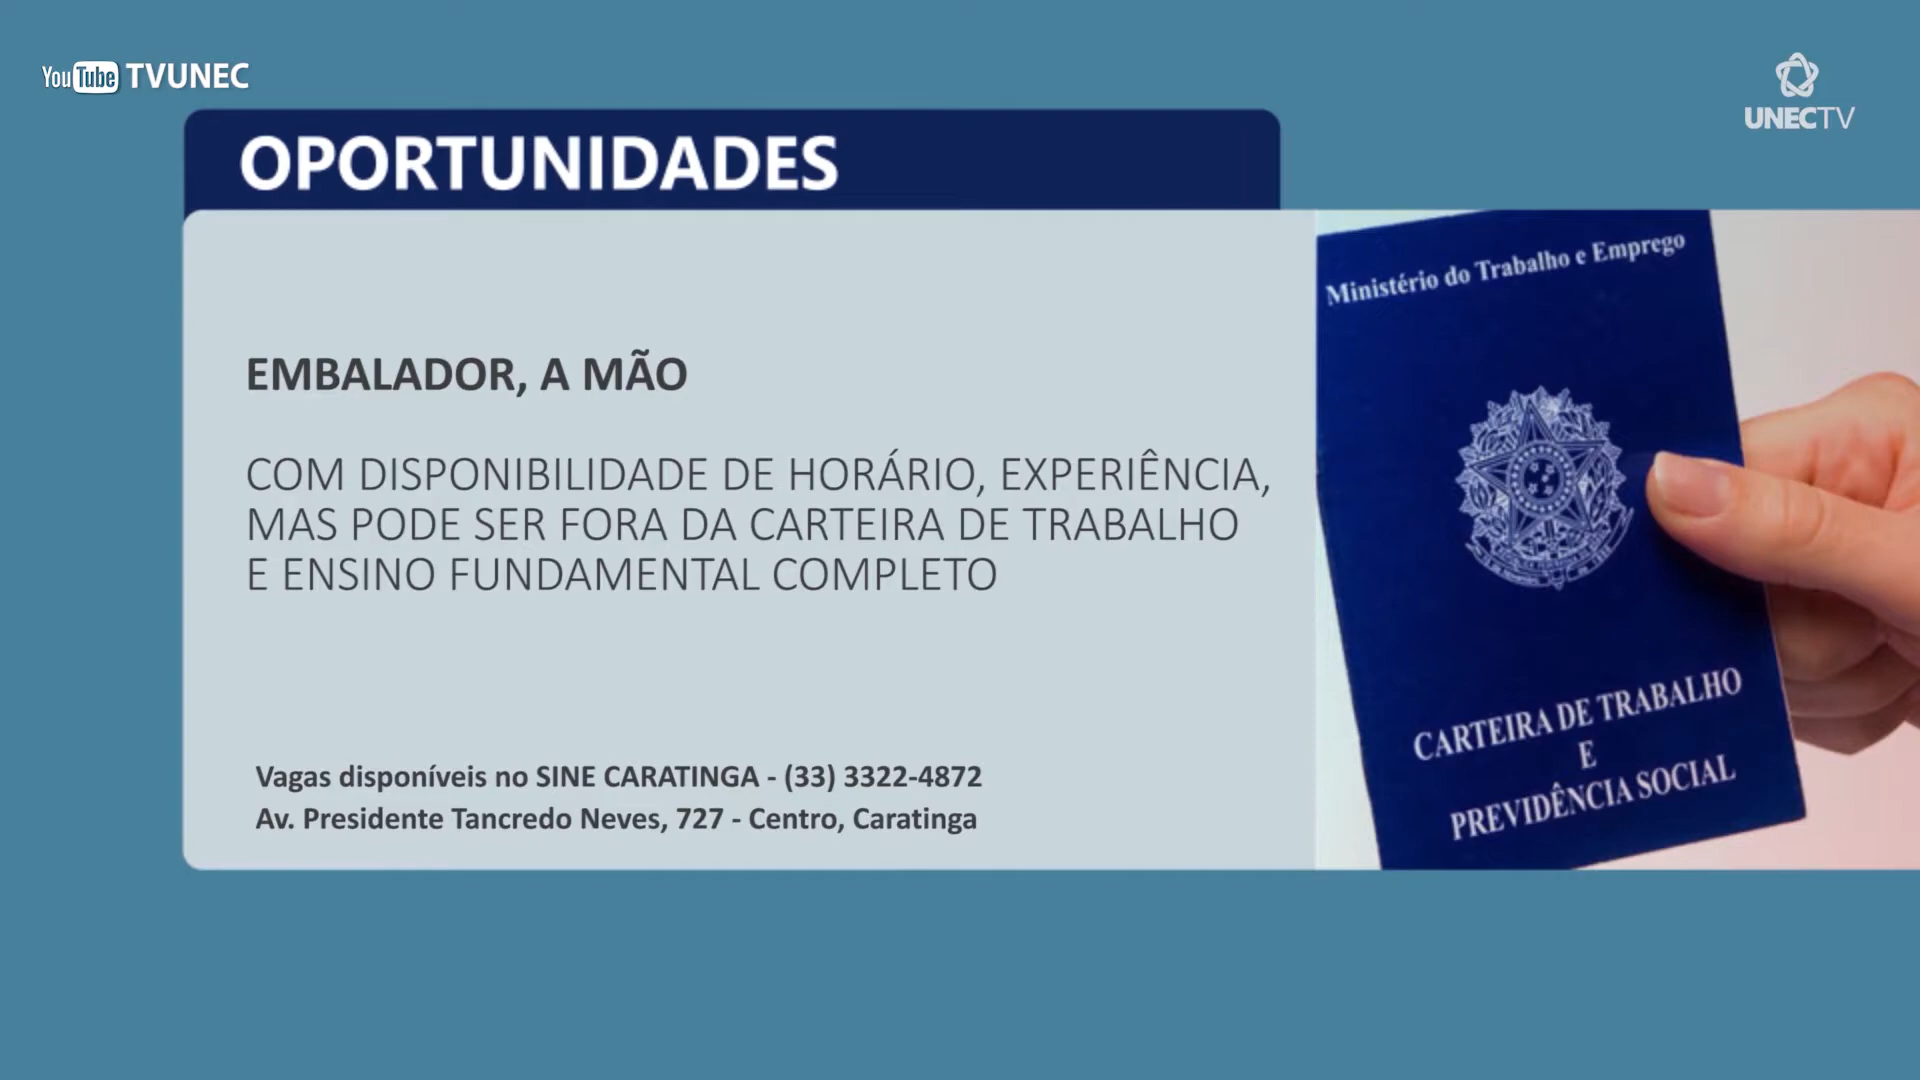 YouTube TVUNEC
UNECTV
OPORTUNIDADES
EMBALADOR, A MÃO
COM DISPONIBILIDADE DE HORÁRIO, EXPERIÊNCIA,
MAS PODE SER FORA DA CARTEIRA DE TRABALHO
E ENSINO FUNDAMENTAL COMPLETO
Vagas disponíveis no SINE CARATINGA - (33) 3322-4872
Av. Presidente Tancredo Neves, 727 - Centro, Caratinga
Ministério do Trabalho e Emprego
CARTEIRA DE TRABALHO
E
PREVIDÊNCIA SOCIAL